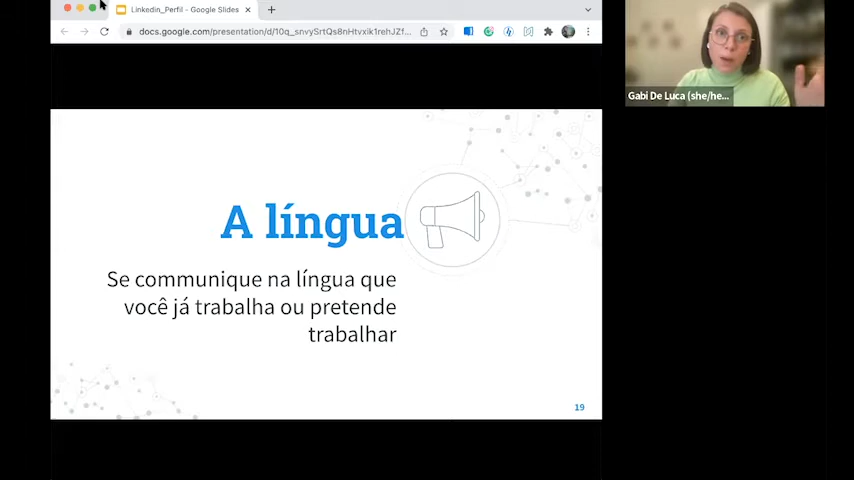 Linkedin_Perfil - Google Slides
docs.google.com/presentation/d/10q_snvySrtQs8nHtvxik1rehJZf...
Gabi De Luca (she/he...
A língua
Se communique na língua que
você já trabalha ou pretende
trabalhar
19